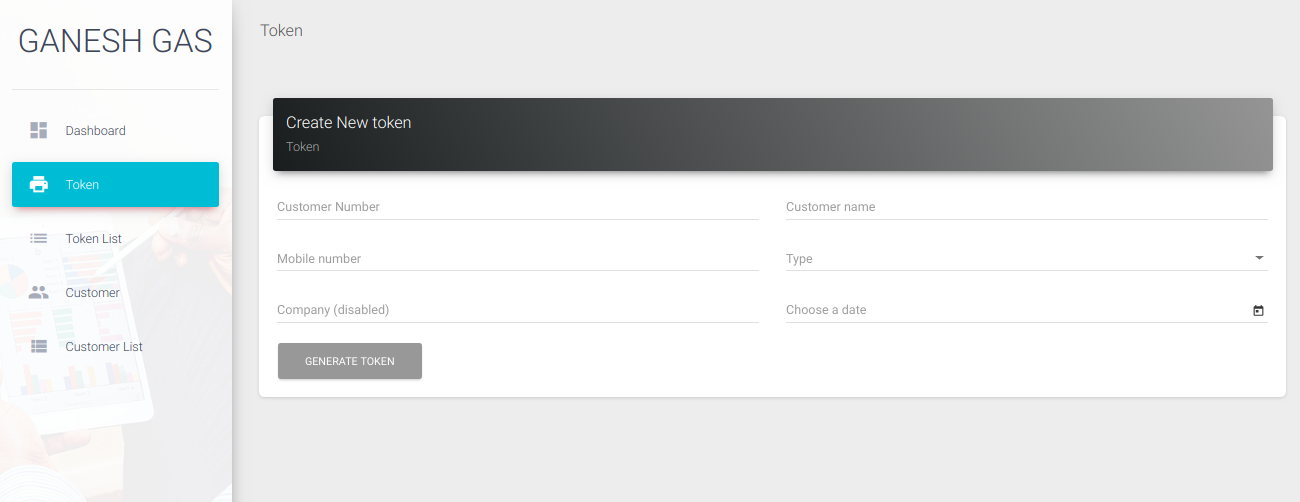 GANESH GAS
Dashboard
Token
Token List
Customer
Customer List
Token
Create New token
Token
Customer Number
Customer name
Mobile number
Type
Company (disabled)
Choose a date
GENERATE TOKEN